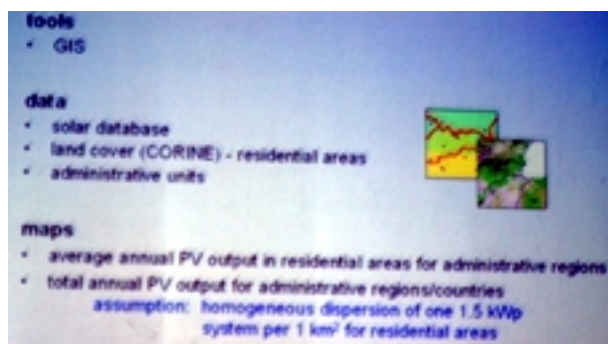 tools
• GIS
data
• solar database
• land cover (CORINE) - residential areas
• administrative units
maps
• average annual PV output in residential areas for administrative regions
• total annual PV output for administrative regions/countries
assumption: homogeneous dispersion of one 1.5 kWp
system per 1 km² for residential areas